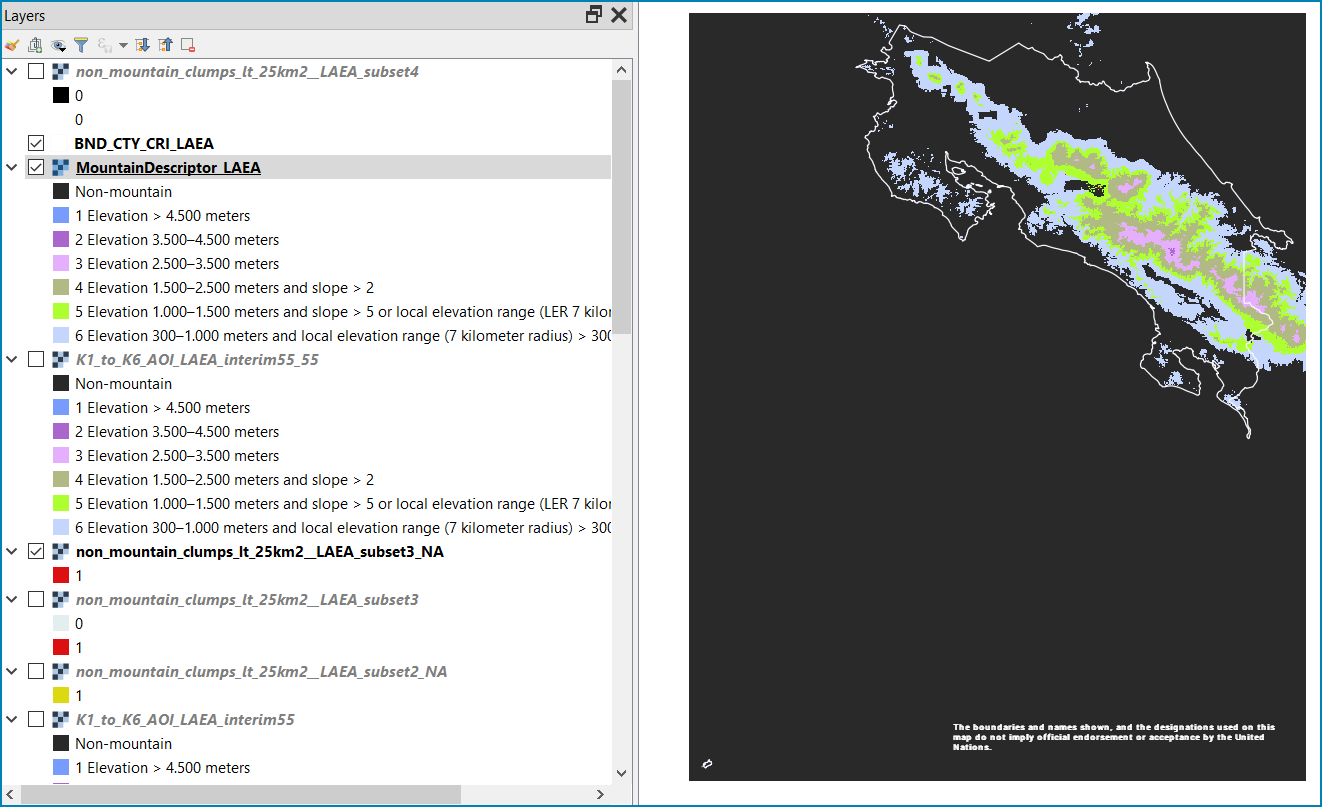 Layers
non_mountain_clumps_lt_25km2__LAEA_subset4
0
0
BND_CTY_CRI_LAEA
MountainDescriptor_LAEA
Non-mountain
1 Elevation > 4.500 meters
2 Elevation 3.500–4.500 meters
3 Elevation 2.500–3.500 meters
4 Elevation 1.500–2.500 meters and slope > 2
5 Elevation 1.000–1.500 meters and slope > 5 or local elevation range (LER 7 kilor
6 Elevation 300–1.000 meters and local elevation range (7 kilometer radius) > 300
K1_to_K6_AOI_LAEA_interim55_55
Non-mountain
1 Elevation > 4.500 meters
2 Elevation 3.500–4.500 meters
3 Elevation 2.500–3.500 meters
4 Elevation 1.500–2.500 meters and slope > 2
5 Elevation 1.000–1.500 meters and slope > 5 or local elevation range (LER 7 kilor
6 Elevation 300–1.000 meters and local elevation range (7 kilometer radius) > 300
non_mountain_clumps_lt_25km2__LAEA_subset3_NA
1
non_mountain_clumps_lt_25km2__LAEA_subset3
0
1
non_mountain_clumps_lt_25km2__LAEA_subset2_NA
1
K1_to_K6_AOI_LAEA_interim55
Non-mountain
1 Elevation > 4.500 meters
The boundaries and names shown, and the designations used on this
map do not imply official endorsement or acceptance by the United
Nations.